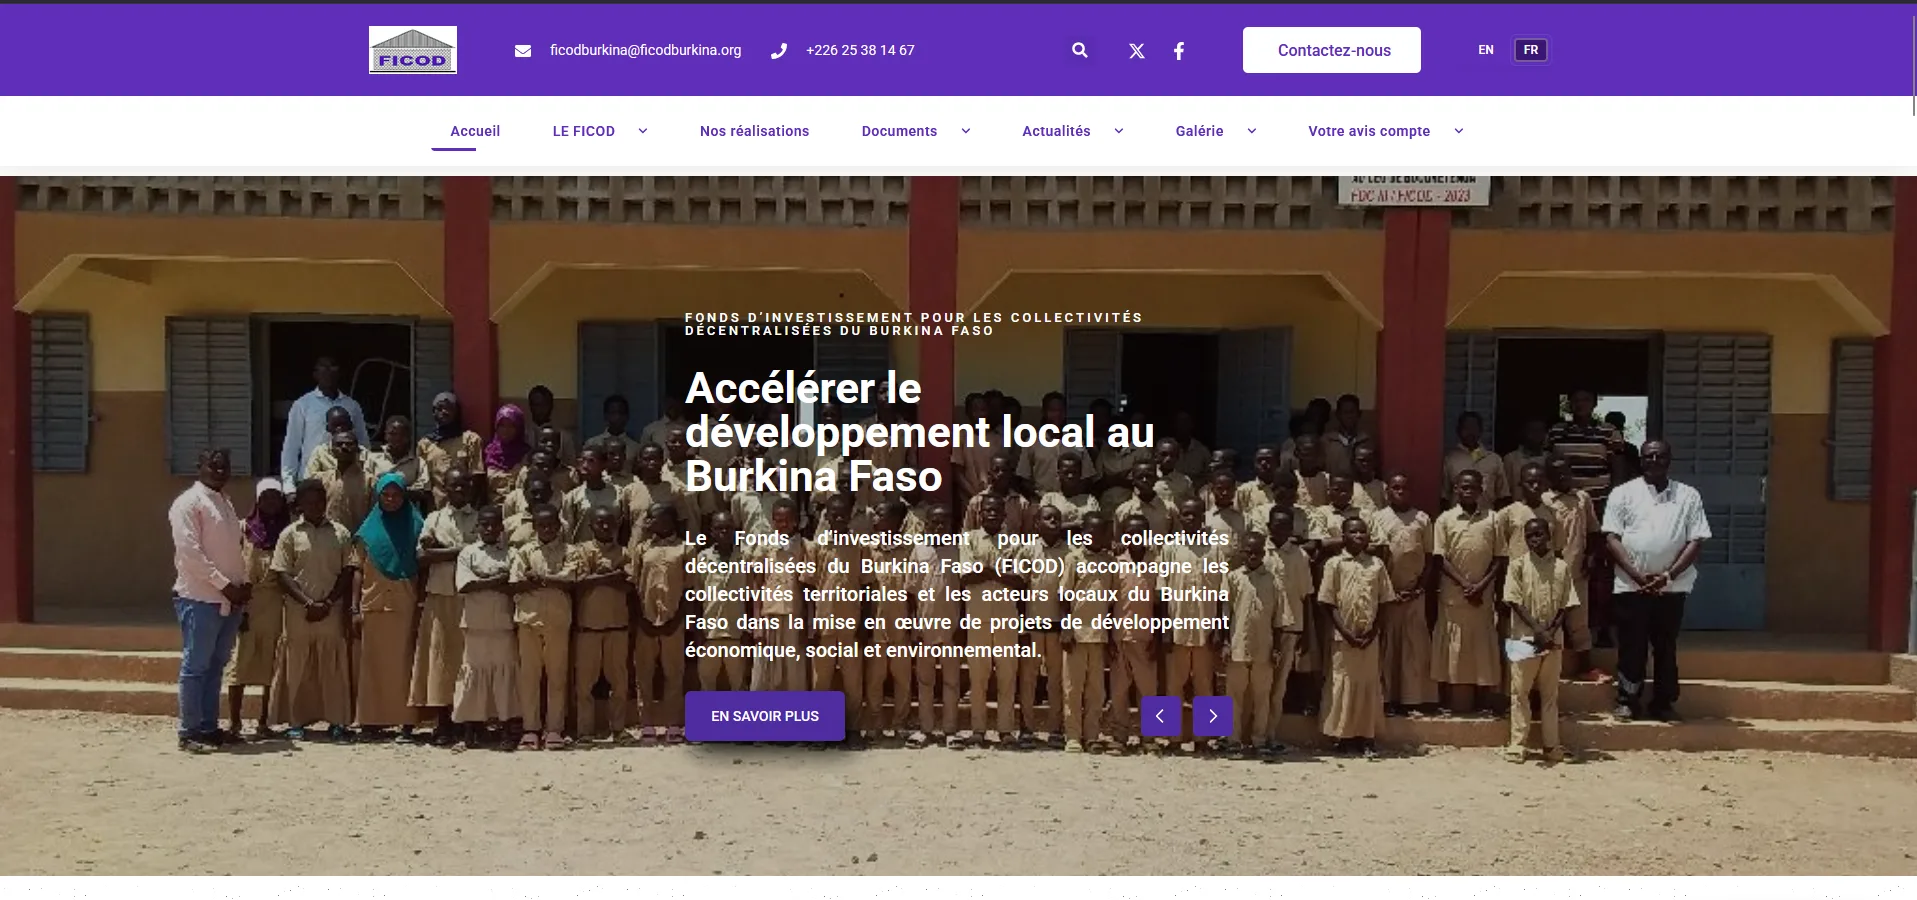 FICOD
ficodburkina@ficodburkina.org
+226 25 38 14 67
Contactez-nous
EN
FR
Accueil
LE FICOD
Nos réalisations
Documents
Actualités
Galérie
Votre avis compte
2023
FONDS D'INVESTISSEMENT POUR LES COLLECTIVITÉS
DÉCENTRALISÉES DU BURKINA FASO
Accélérer le
développement local au
Burkina Faso
Le Fonds d'investissement pour les collectivités
décentralisées du Burkina Faso (FICOD) accompagne les
collectivités territoriales et les acteurs locaux du Burkina
Faso dans la mise en œuvre de projets de développement
économique, social et environnemental.
EN SAVOIR PLUS